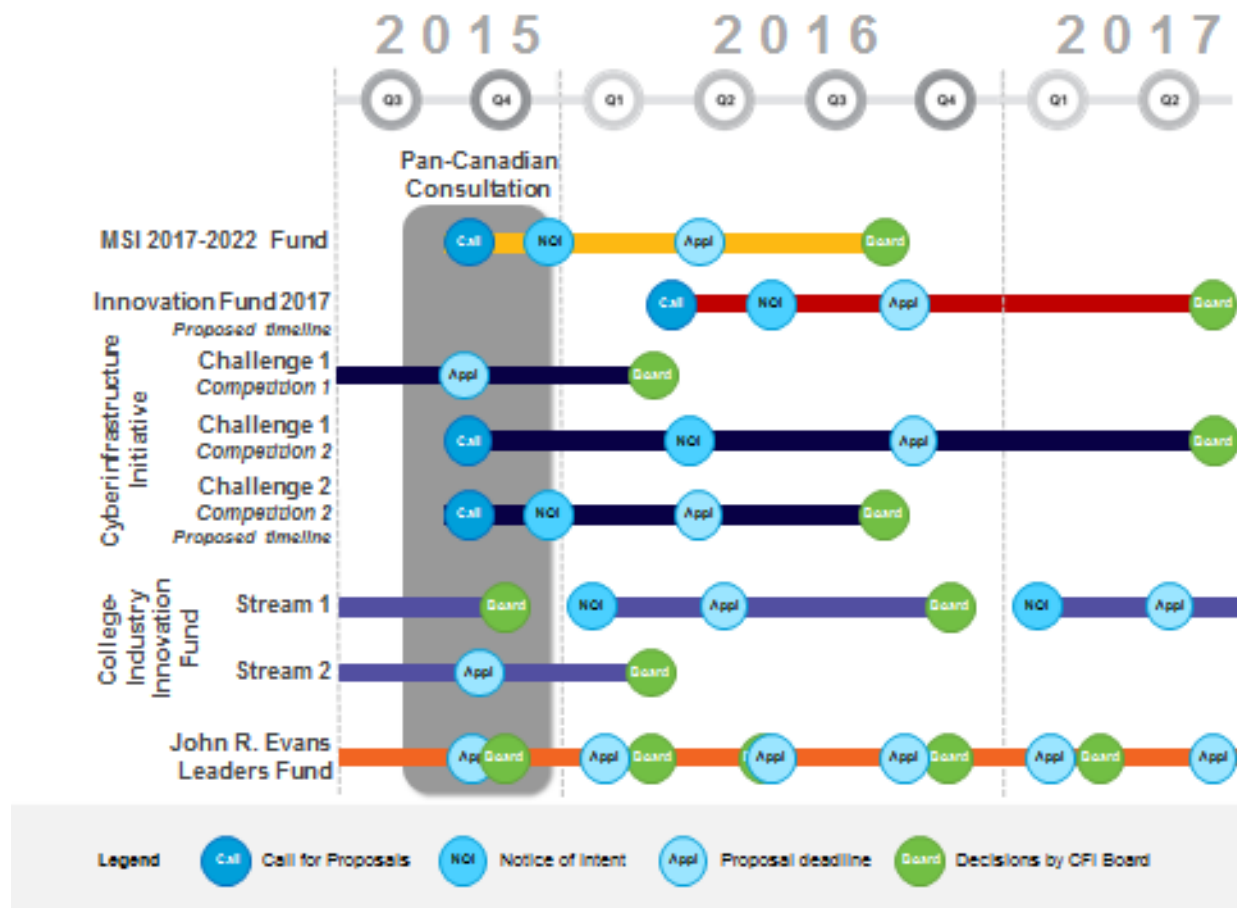 2015 2016 2017
Q3 Q4 Q1 Q2 Q3 Q4 Q1 Q2
Pan-Canadian
Consultation
MSI 2017-2022 Fund
Call NOI Appl Board
Innovation Fund 2017
Proposed timeline
Call NOI Appl Board
Cyberinfrastructure
Initiative
Challenge 1
Competition 1
Appl Board
Challenge 1
Competition 2
Call NOI Appl Board
Challenge 2
Competition 2
Proposed timeline
Call NOI Appl Board
College-
Industry
Innovation
Fund
Stream 1
Board NOI Appl Board NOI Appl
Stream 2
Appl Board
John R. Evans
Leaders Fund
App Board Appl Board Appl Appl Board Appl Board Appl
Legend Call Call for Proposals NOI Notice of Intent Appl Proposal deadline Board Decisions by CFI Board